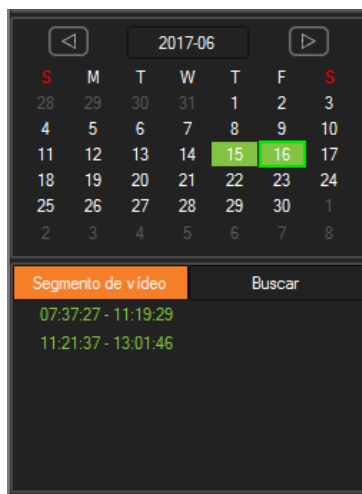 2017-06
S M T W T F S
28 29 30 31 1 2 3
4 5 6 7 8 9 10
11 12 13 14 15 16 17
18 19 20 21 22 23 24
25 26 27 28 29 30 1
2 3 4 5 6 7 8
Segmento de vídeo Buscar
07:37:27 - 11:19:29
11:21:37 - 13:01:46